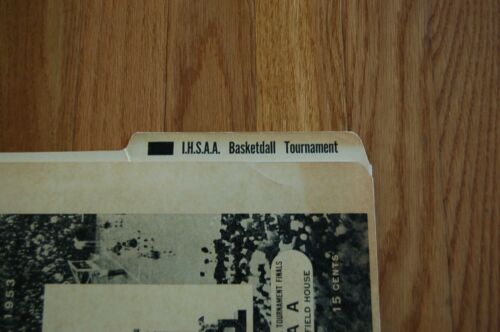 I.H.S.A.A. Basketdall Tournament
1953
TOURNAMENT FINALS
A A
FIELD HOUSE
15 CENTS